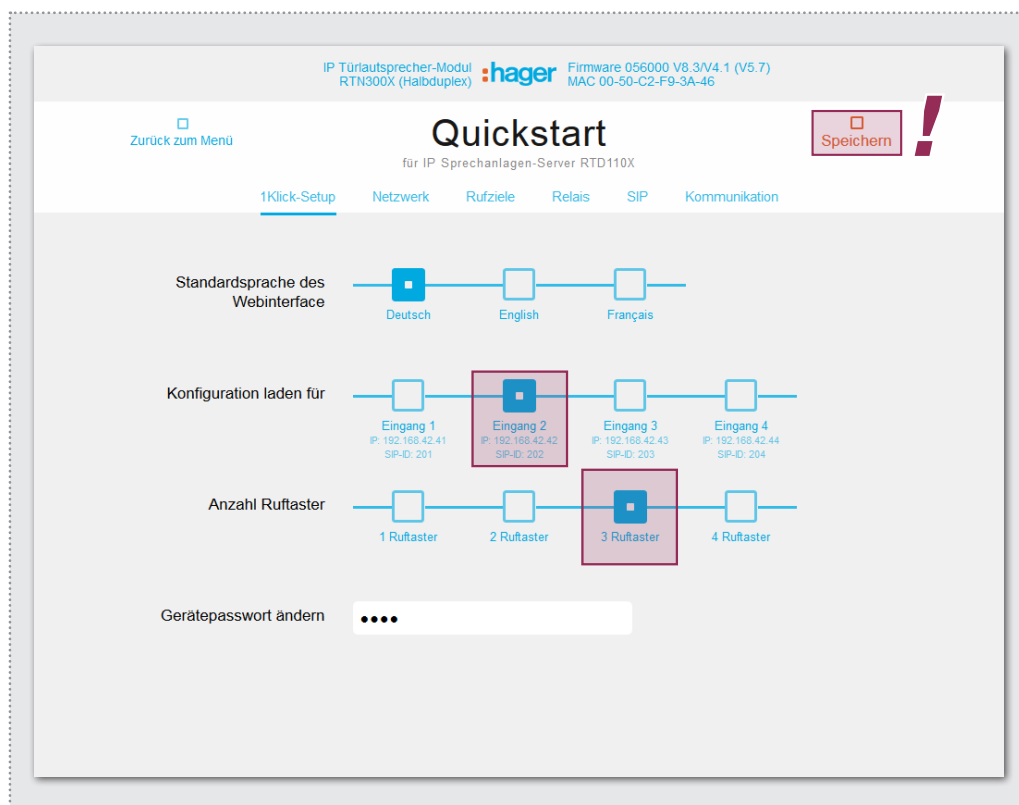 IP Türlautsprecher-Modul
RTN300X (Halbduplex)
:hager
Firmware 056000 V8.3/V4.1 (V5.7)
MAC 00-50-C2-F9-3A-46
Zurück zum Menü
Quickstart
für IP Sprechanlagen-Server RTD110X
Speichern
!
1Klick-Setup Netzwerk Rufziele Relais SIP Kommunikation
Standardsprache des
Webinterface
Deutsch English Français
Konfiguration laden für
Eingang 1 Eingang 2 Eingang 3 Eingang 4
IP: 192.168.42.41 IP: 192.168.42.42 IP: 192.168.42.43 IP: 192.168.42.44
SIP-ID: 201 SIP-ID: 202 SIP-ID: 203 SIP-ID: 204
Anzahl Ruftaster
1 Ruftaster 2 Ruftaster 3 Ruftaster 4 Ruftaster
Gerätepasswort ändern
••••